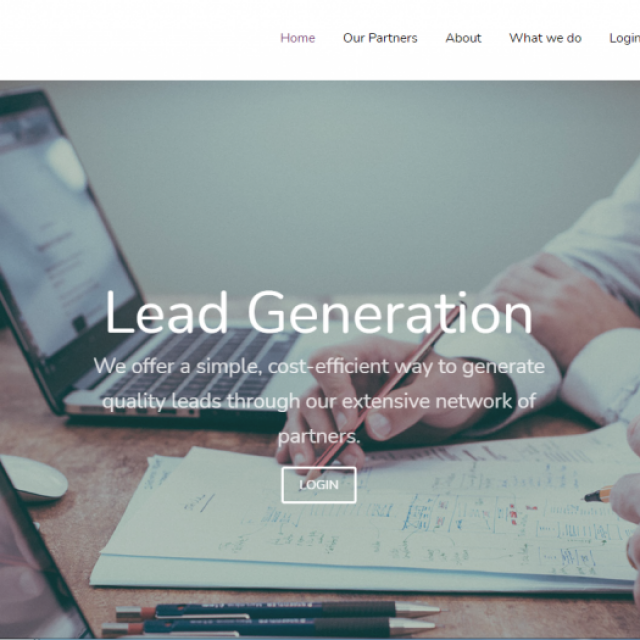 Home Our Partners About What we do Login
Lead Generation
We offer a simple, cost-efficient way to generate
quality leads through our extensive network of
partners.
LOGIN